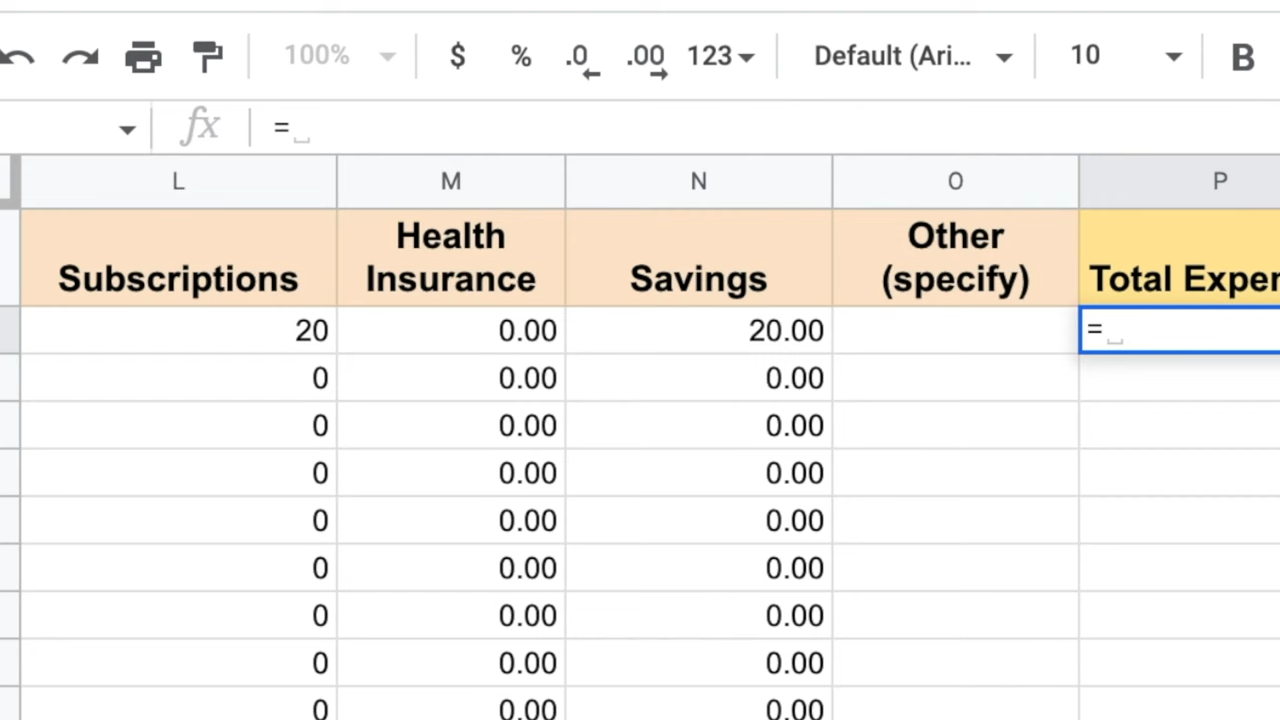 100% $ % .0 .00 123 Default (Ari... 10 B
fx =
L M N O P
Subscriptions Health Insurance Savings Other (specify) Total Expen
20 0.00 20.00 =
0 0.00 0.00
0 0.00 0.00
0 0.00 0.00
0 0.00 0.00
0 0.00 0.00
0 0.00 0.00
0 0.00 0.00
0 0.00 0.00